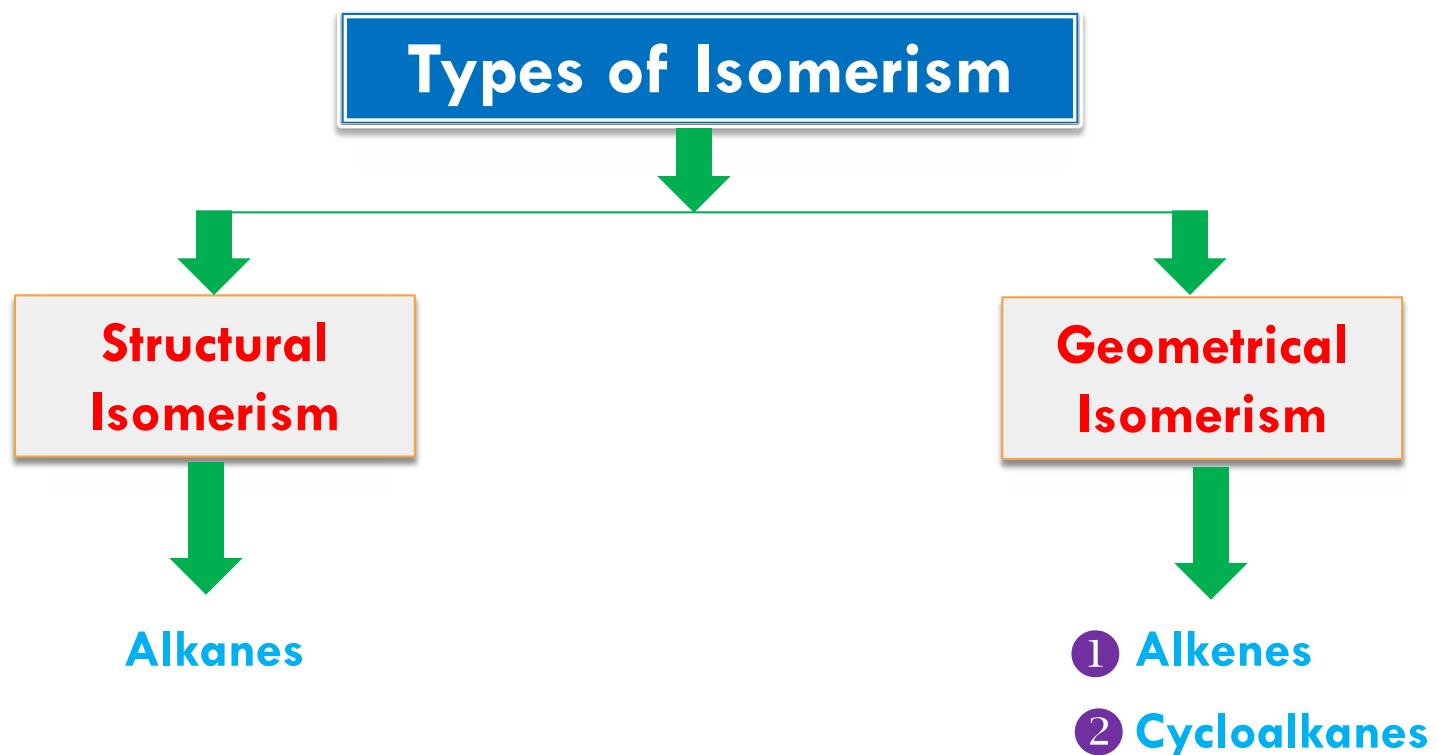 Types of Isomerism
Structural
Isomerism
Geometrical
Isomerism
Alkanes
1 Alkenes
2 Cycloalkanes